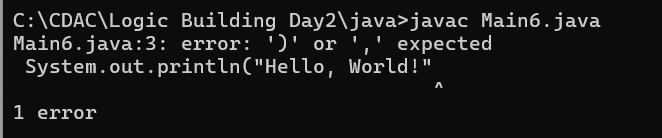 C:\CDAC\Logic Building Day2\java>javac Main6.java
Main6.java:3: error: ')' or ',' expected
 System.out.println("Hello, World!"
                                   ^
1 error